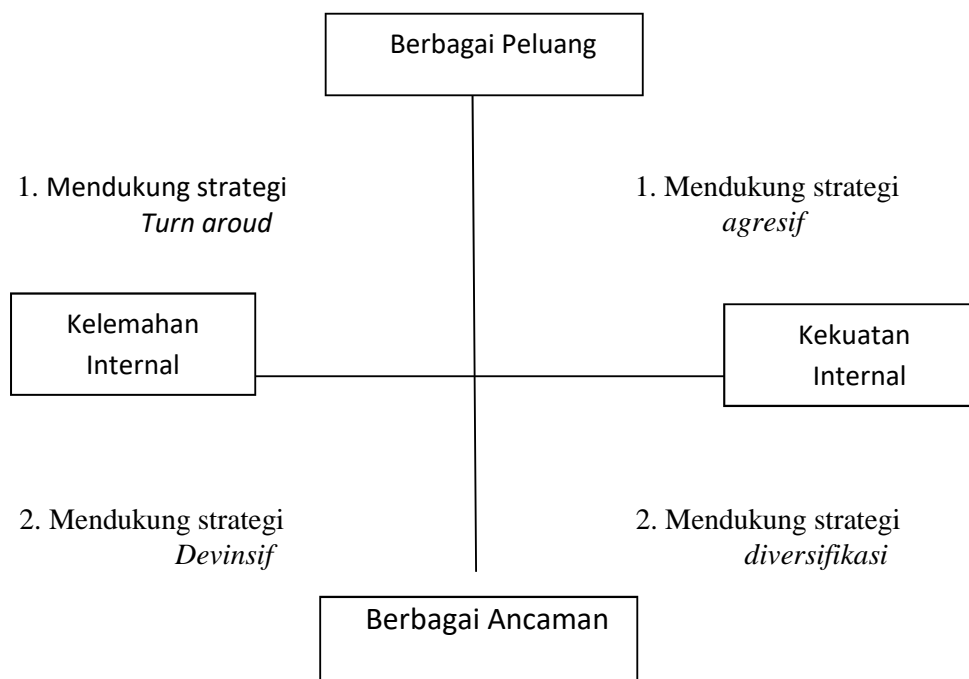 Berbagai Peluang
1. Mendukung strategi
Turn aroud
1. Mendukung strategi
agresif
Kelemahan
Internal
Kekuatan
Internal
2. Mendukung strategi
Devinsif
2. Mendukung strategi
diversifikasi
Berbagai Ancaman